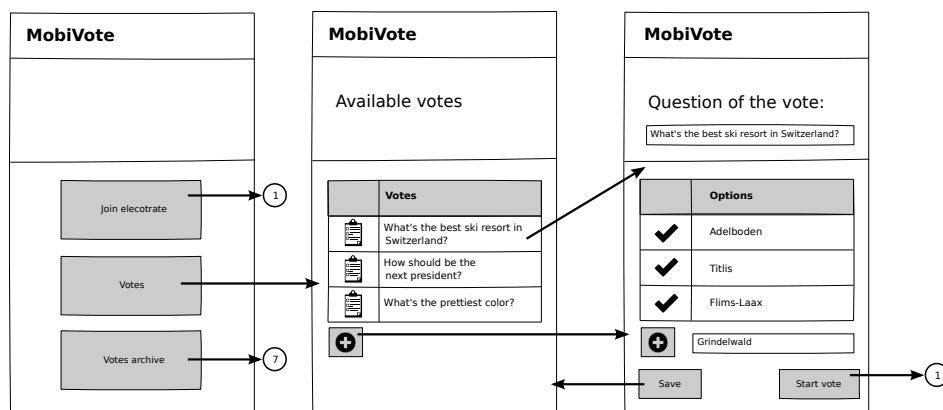 MobiVote
Join elecotrate
1
Votes
Votes archive
7
MobiVote
Available votes
Votes
What's the best ski resort in
Switzerland?
How should be the
next president?
What's the prettiest color?
MobiVote
Question of the vote:
What's the best ski resort in Switzerland?
Options
Adelboden
Titlis
Flims-Laax
Grindelwald
Save
Start vote
1